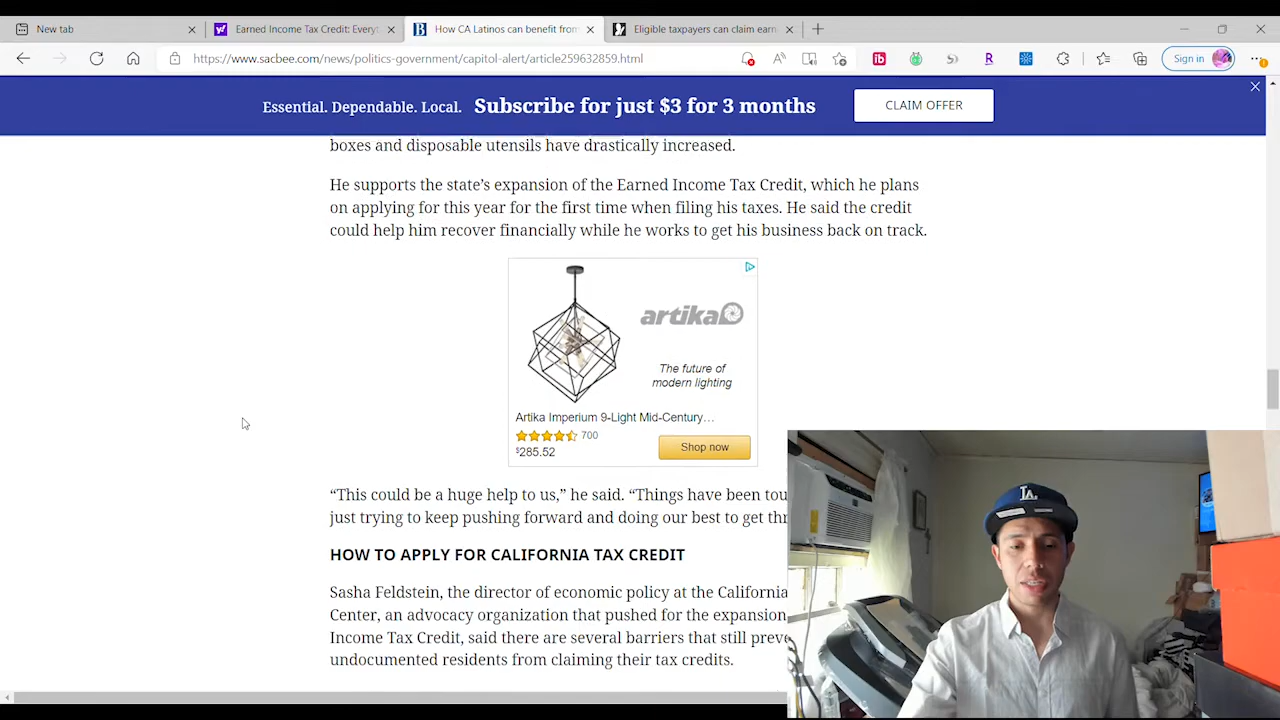 New tab
Earned Income Tax Credit: Everyt
How CA Latinos can benefit from
Eligible taxpayers can claim earn
http://www.sacbee.com/news/politics-government/capitol-alert/article259632859.html
Sign in
Essential. Dependable. Local. Subscribe for just $3 for 3 months
CLAIM OFFER
boxes and disposable utensils have drastically increased.
He supports the state's expansion of the Earned Income Tax Credit, which he plans
on applying for this year for the first time when filing his taxes. He said the credit
could help him recover financially while he works to get his business back on track.
artika
The future of
modern lighting
Artika Imperium 9-Light Mid-Century...
700
$285.52
Shop now
“This could be a huge help to us,” he said. “Things have been tou
just trying to keep pushing forward and doing our best to get thr
HOW TO APPLY FOR CALIFORNIA TAX CREDIT
Sasha Feldstein, the director of economic policy at the California
Center, an advocacy organization that pushed for the expansion
Income Tax Credit, said there are several barriers that still preve
undocumented residents from claiming their tax credits.
LA